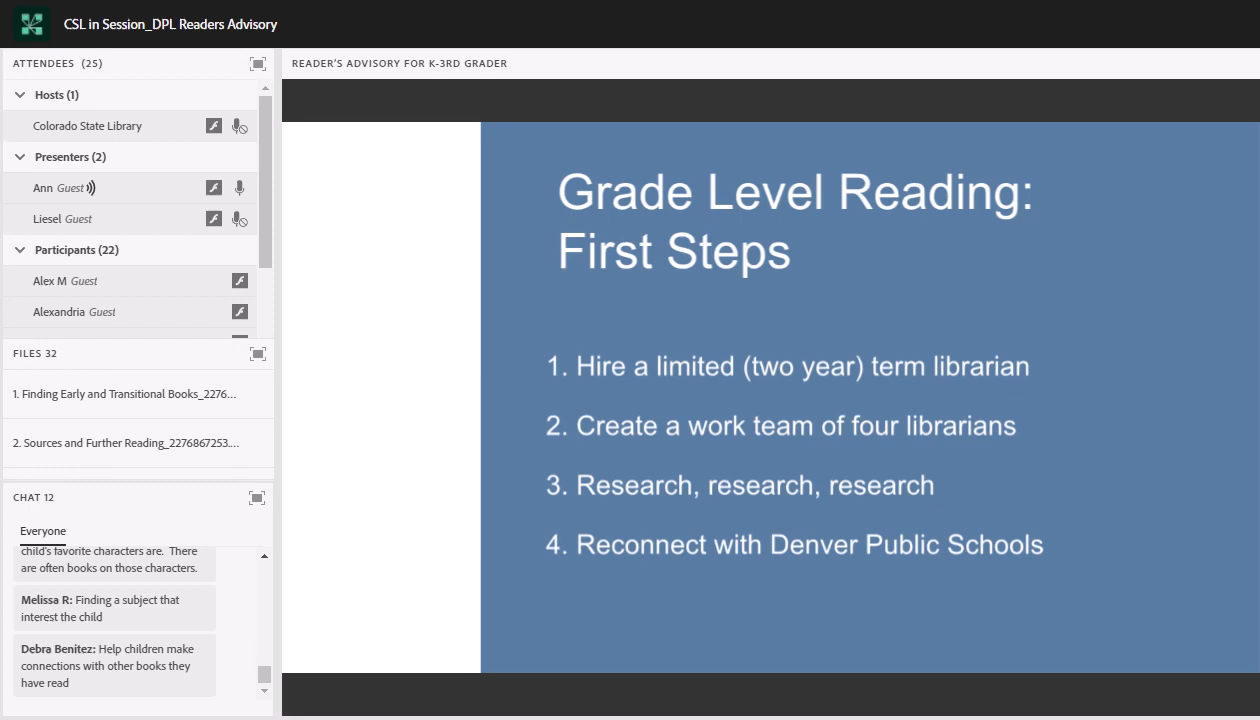 CSL in Session_DPL Readers Advisory
ATTENDEES (25)
Hosts (1)
Colorado State Library
Presenters (2)
Ann Guest
Liesel Guest
Participants (22)
Alex M Guest
Alexandria Guest
FILES 32
1. Finding Early and Transitional Books_2276...
2. Sources and Further Reading_2276867253....
CHAT 12
Everyone
child's favorite characters are. There
are often books on those characters.
Melissa R: Finding a subject that
interest the child
Debra Benitez: Help children make
connections with other books they
have read
READER'S ADVISORY FOR K-3RD GRADER
Grade Level Reading:
First Steps
1. Hire a limited (two year) term librarian
2. Create a work team of four librarians
3. Research, research, research
4. Reconnect with Denver Public Schools